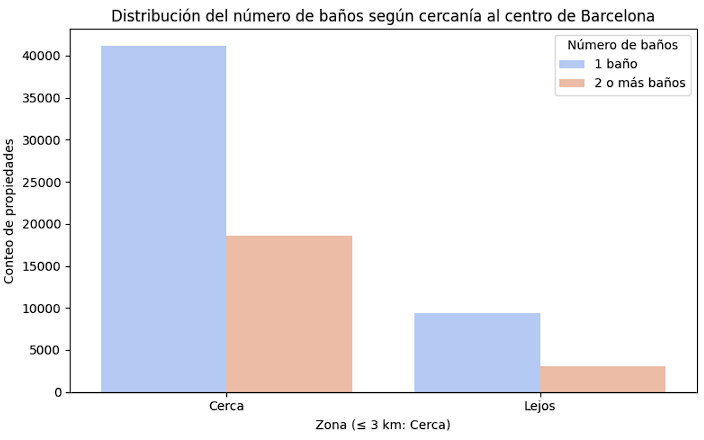 Distribución del número de baños según cercanía al centro de Barcelona
Número de baños
1 baño
2 o más baños
Conteo de propiedades
40000
35000
30000
25000
20000
15000
10000
5000
0
Cerca
Lejos
Zona (≤ 3 km: Cerca)